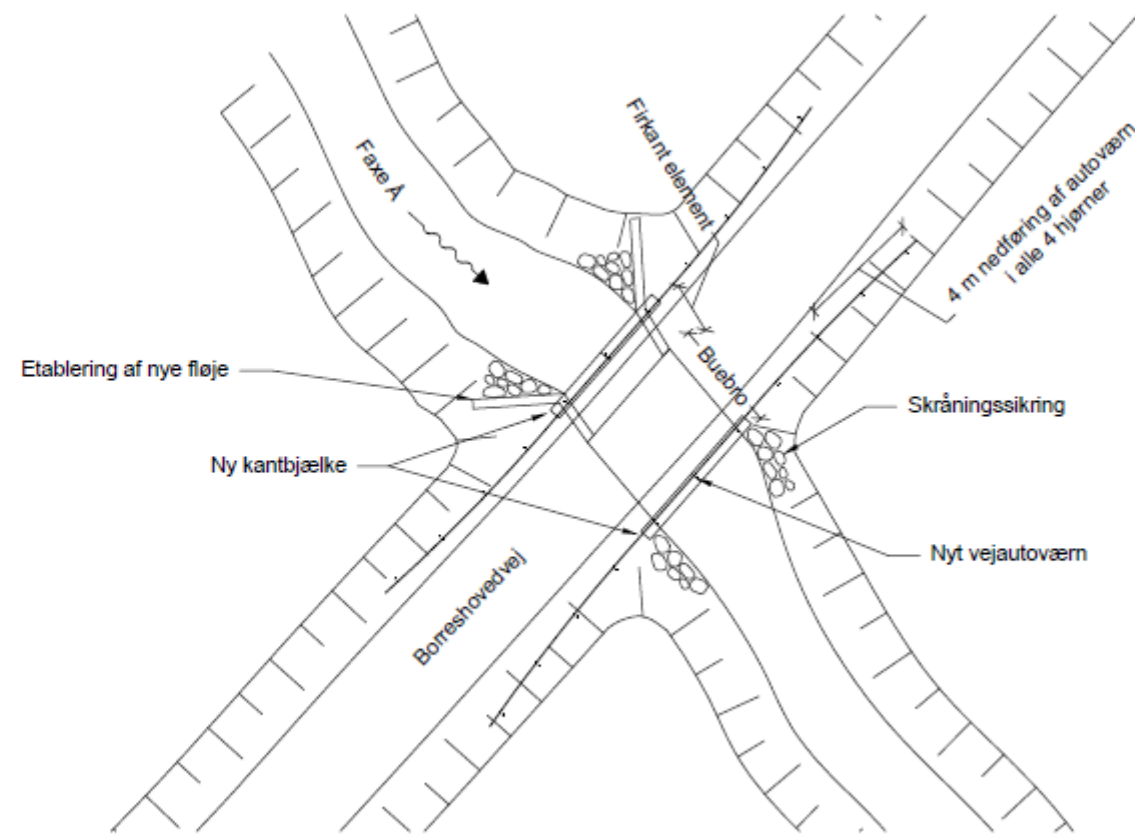 Firkant element
Faxe Å
4 m nedføring af autoværn
i alle 4 hjørner
Buebro
Etablering af nye fløje
Skråningssikring
Ny kantbjælke
Nyt vejautoværn
Borreshovedvej